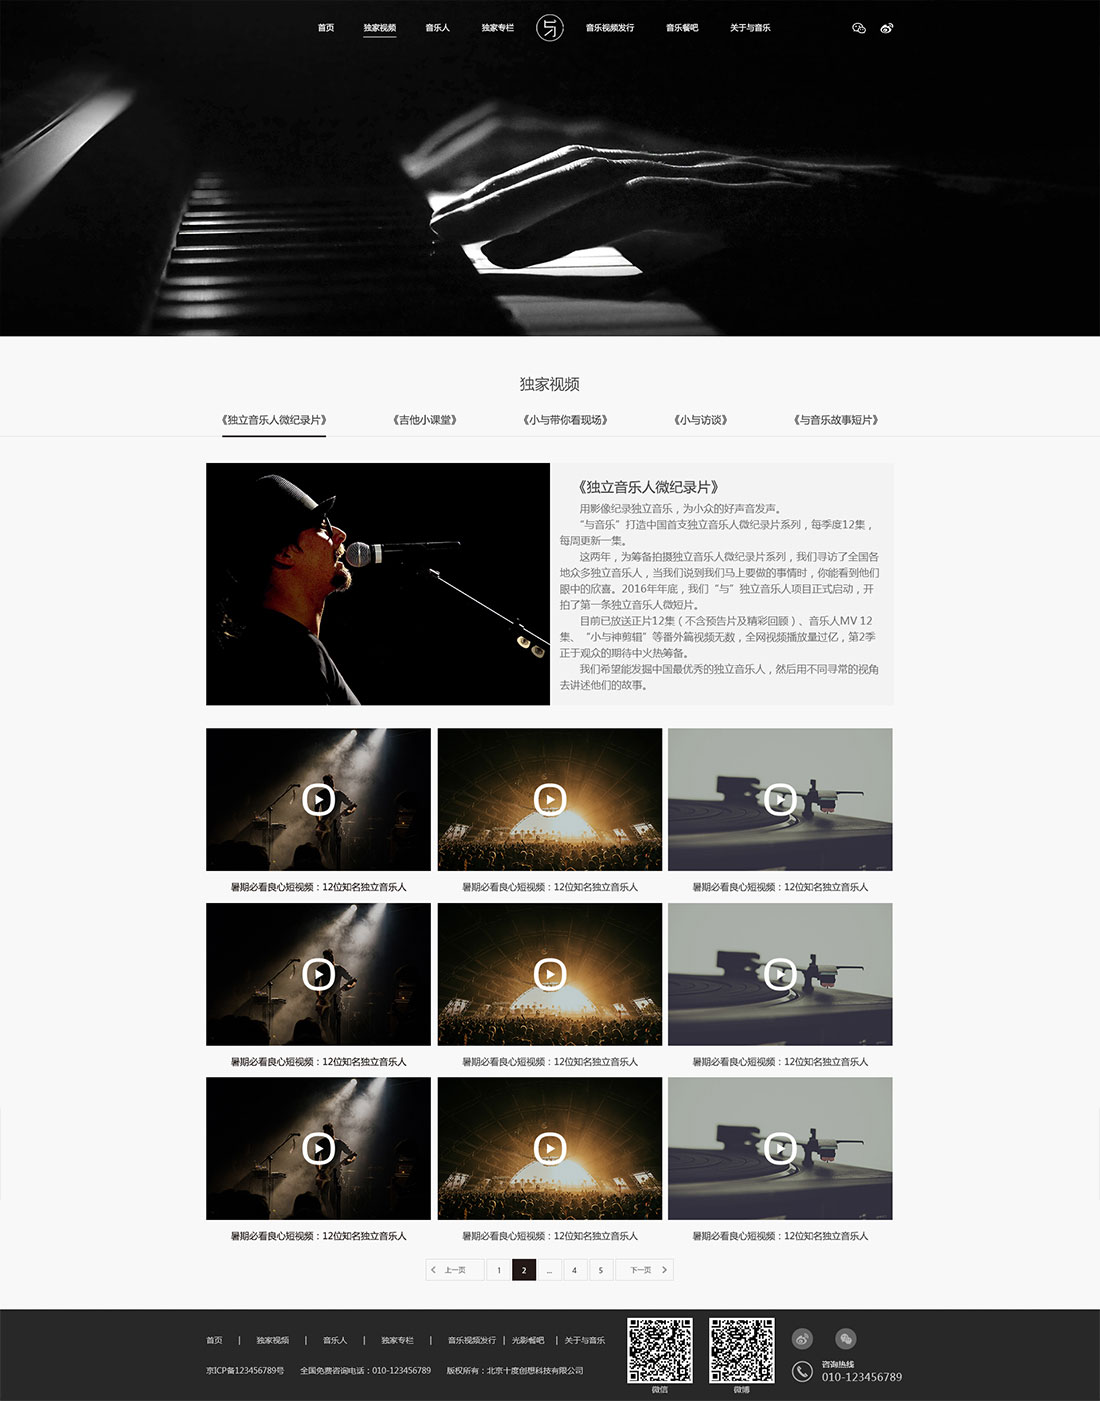 首页 独家视频 音乐人 独家专栏 与 音乐视频发行 音乐餐吧 关于与音乐
独家视频
《独立音乐人微纪录片》 《吉他小课堂》 《小与带你看现场》 《小与访谈》 《与音乐故事短片》
《独立音乐人微纪录片》
用影像纪录独立音乐，为小众的好声音发声。
“与音乐”打造中国首支独立音乐人微纪录片系列，每季度12集，
每周更新一集。
这两年，为筹备拍摄独立音乐人微纪录片系列，我们寻访了全国各
地众多独立音乐人，当我们说到我们马上要做的事情时，你能看到他们
眼中的欣喜。2016年年底，我们“与”独立音乐人项目正式启动，开
拍了第一条独立音乐人微短片。
目前已放送正片12集（不含预告片及精彩回顾）、音乐人MV 12
集、“小与神剪辑”等番外篇视频无数，全网视频播放量过亿，第2季
正于观众的期待中火热筹备。
我们希望能发掘中国最优秀的独立音乐人，然后用不同寻常的视角
去讲述他们的故事。
暑期必看良心短视频：12位知名独立音乐人 暑期必看良心短视频：12位知名独立音乐人 暑期必看良心短视频：12位知名独立音乐人
暑期必看良心短视频：12位知名独立音乐人 暑期必看良心短视频：12位知名独立音乐人 暑期必看良心短视频：12位知名独立音乐人
暑期必看良心短视频：12位知名独立音乐人 暑期必看良心短视频：12位知名独立音乐人 暑期必看良心短视频：12位知名独立音乐人
上一页 1 2 ... 4 5 下一页
首页 | 独家视频 | 音乐人 | 独家专栏 | 音乐视频发行 | 光影餐吧 | 关于与音乐
京ICP备123456789号 全国免费咨询电话：010-123456789 版权所有：北京十度创想科技有限公司
微信 微博
咨询热线
010-123456789